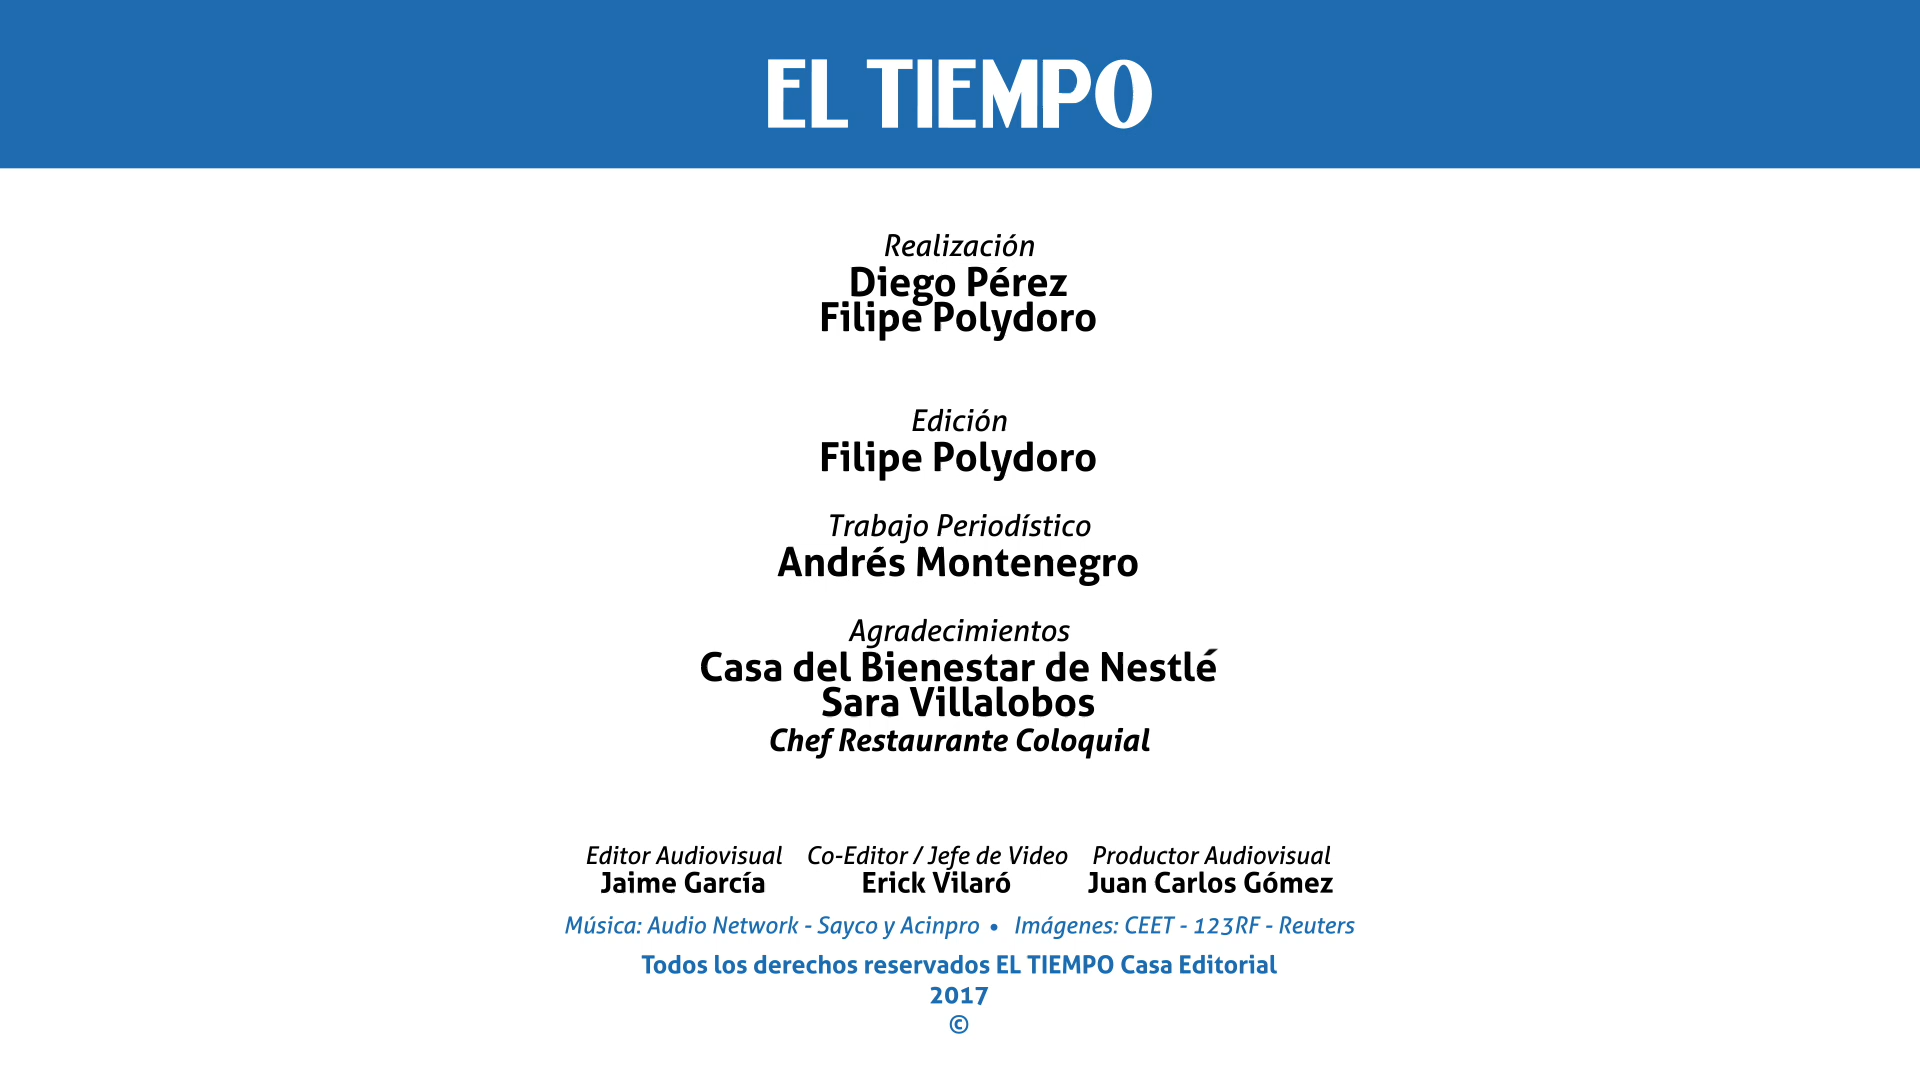 EL TIEMPO
Realización
Diego Pérez
Filipe Polydoro
Edición
Filipe Polydoro
Trabajo Periodístico
Andrés Montenegro
Agradecimientos
Casa del Bienestar de Nestlé
Sara Villalobos
Chef Restaurante Coloquial
Editor Audiovisual Co-Editor / Jefe de Video Productor Audiovisual
Jaime García Erick Vilaró Juan Carlos Gómez
Música: Audio Network - Sayco y Acinpro • Imágenes: CEET - 123RF - Reuters
Todos los derechos reservados EL TIEMPO Casa Editorial
2017
©